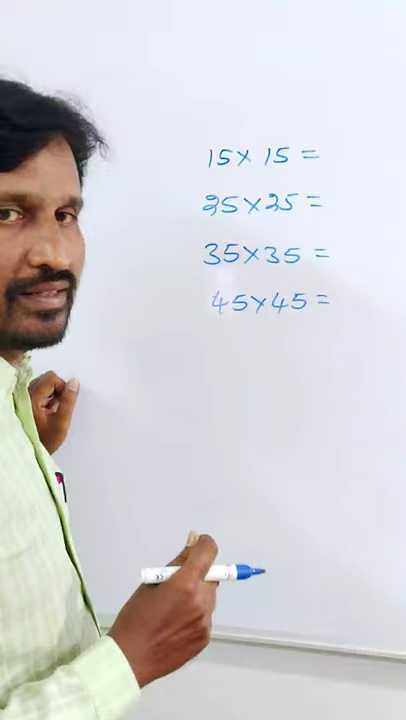 15 × 15 =
25 × 25 =
35 × 35 =
45 × 45 =